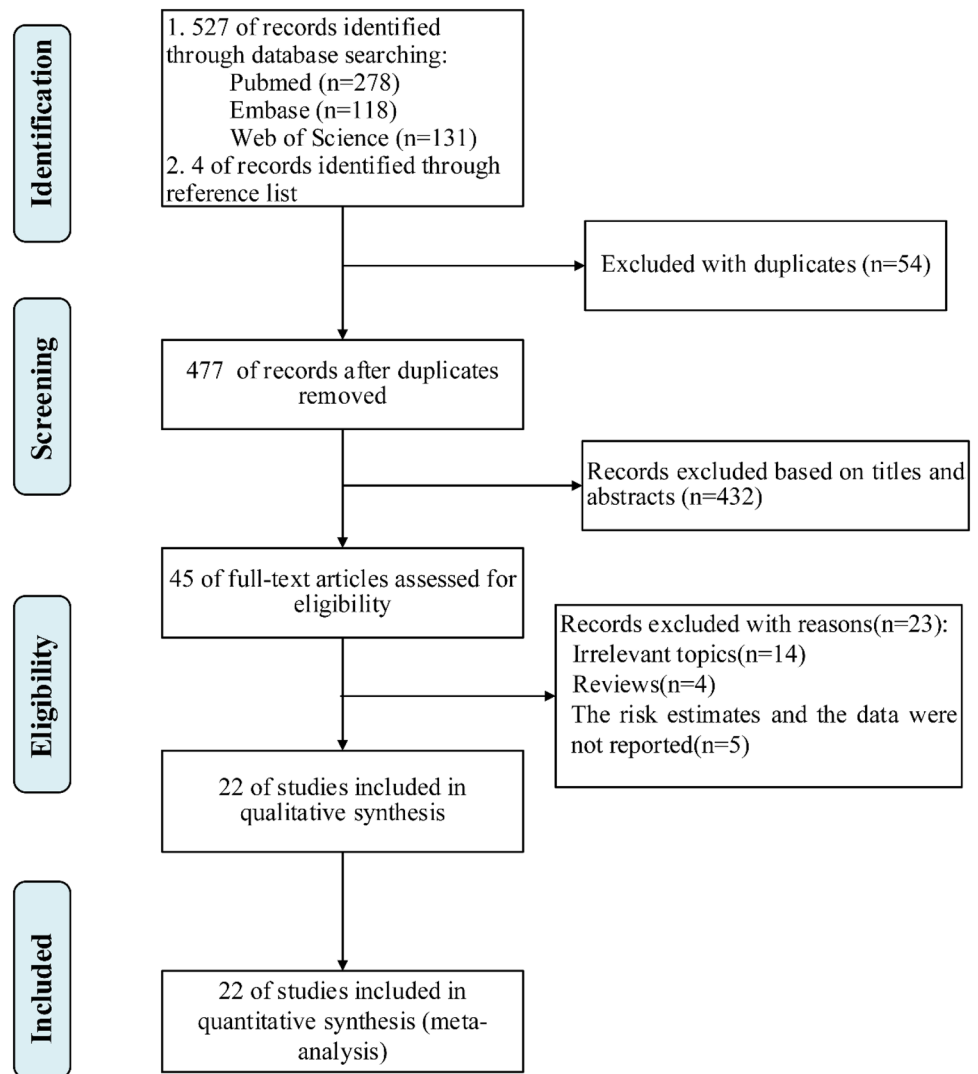 Identification
1. 527 of records identified
through database searching:
Pubmed (n=278)
Embase (n=118)
Web of Science (n=131)
2. 4 of records identified through
reference list
Excluded with duplicates (n=54)
Screening
477 of records after duplicates
removed
Records excluded based on titles and
abstracts (n=432)
Eligibility
45 of full-text articles assessed for
eligibility
Records excluded with reasons(n=23):
Irrelevant topics(n=14)
Reviews(n=4)
The risk estimates and the data were
not reported(n=5)
22 of studies included in
qualitative synthesis
Included
22 of studies included in
quantitative synthesis (meta-
analysis)